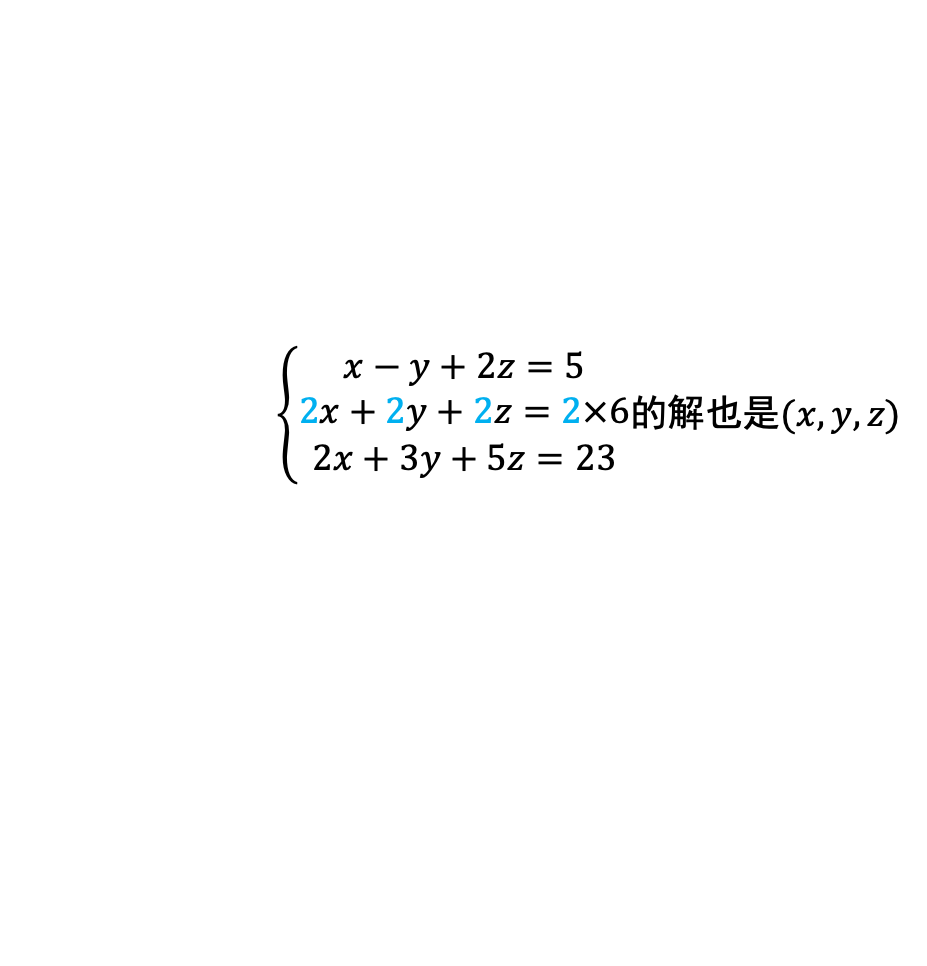 x − y + 2z = 5
2x + 2y + 2z = 2×6的解也是(x, y, z)
2x + 3y + 5z = 23